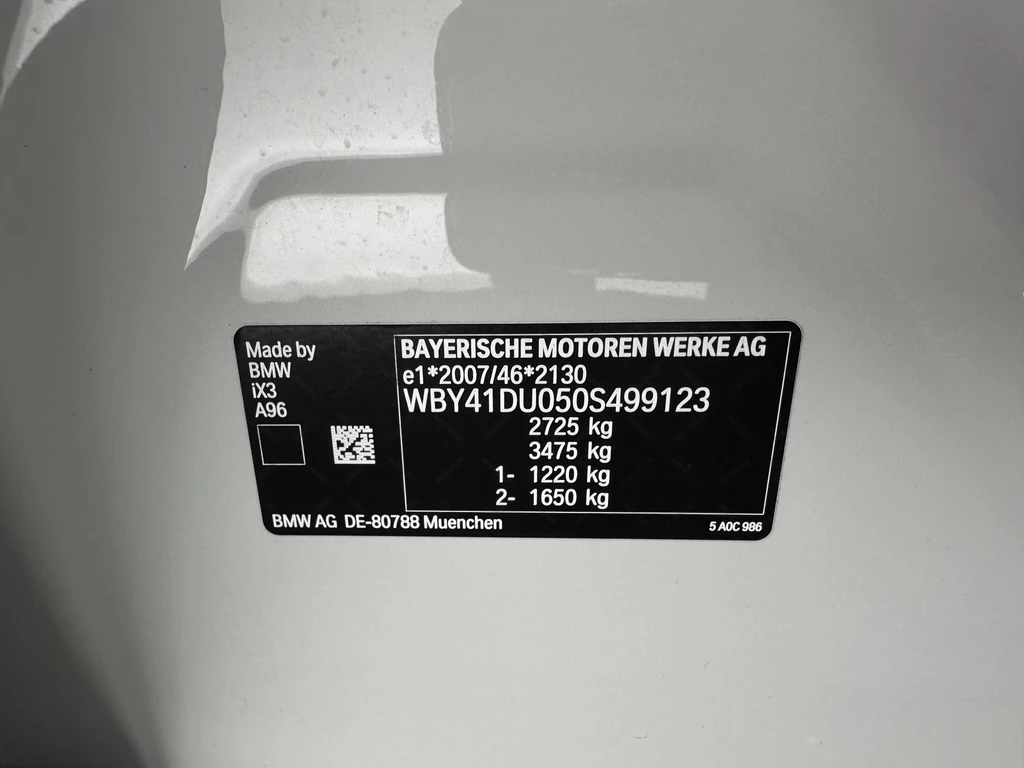 Made by
BMW
iX3
A96
BAYERISCHE MOTOREN WERKE AG
e1*2007/46*2130
WBY41DU050S499123
2725 kg
3475 kg
1- 1220 kg
2- 1650 kg
BMW AG DE-80788 Muenchen
5 A0C 986